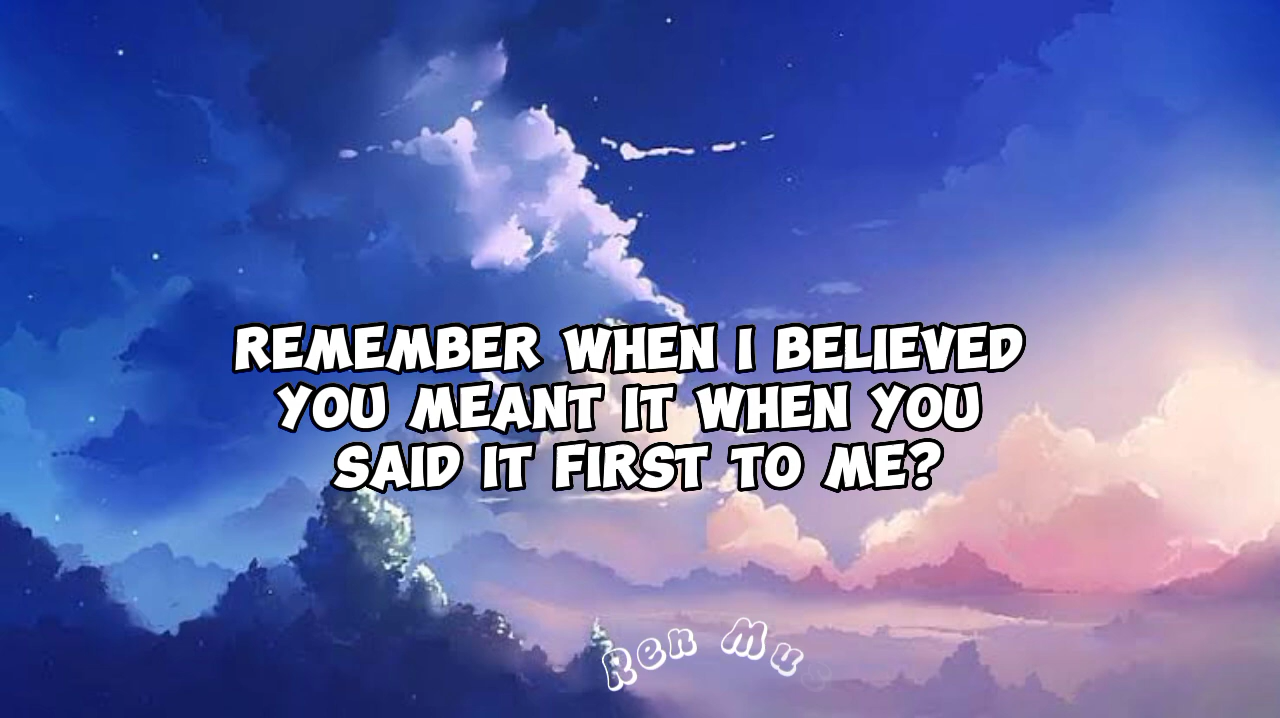 REMEMBER WHEN I BELIEVED
YOU MEANT IT WHEN YOU
SAID IT FIRST TO ME?
Ren Mu